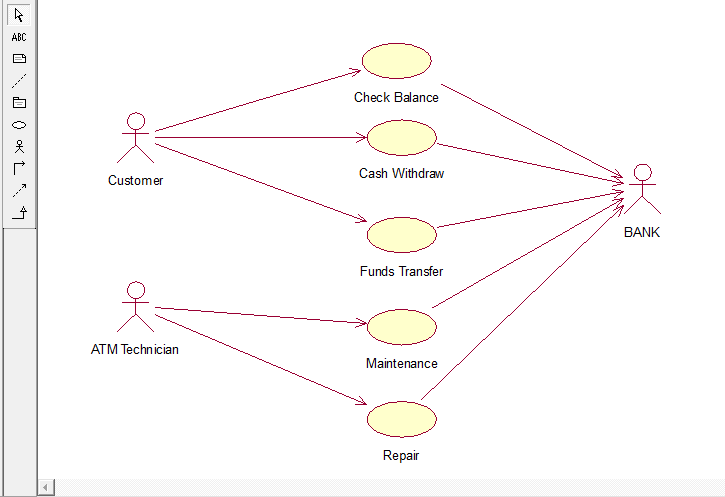 ABC
Check Balance
Cash Withdraw
Customer
BANK
Funds Transfer
ATM Technician
Maintenance
Repair